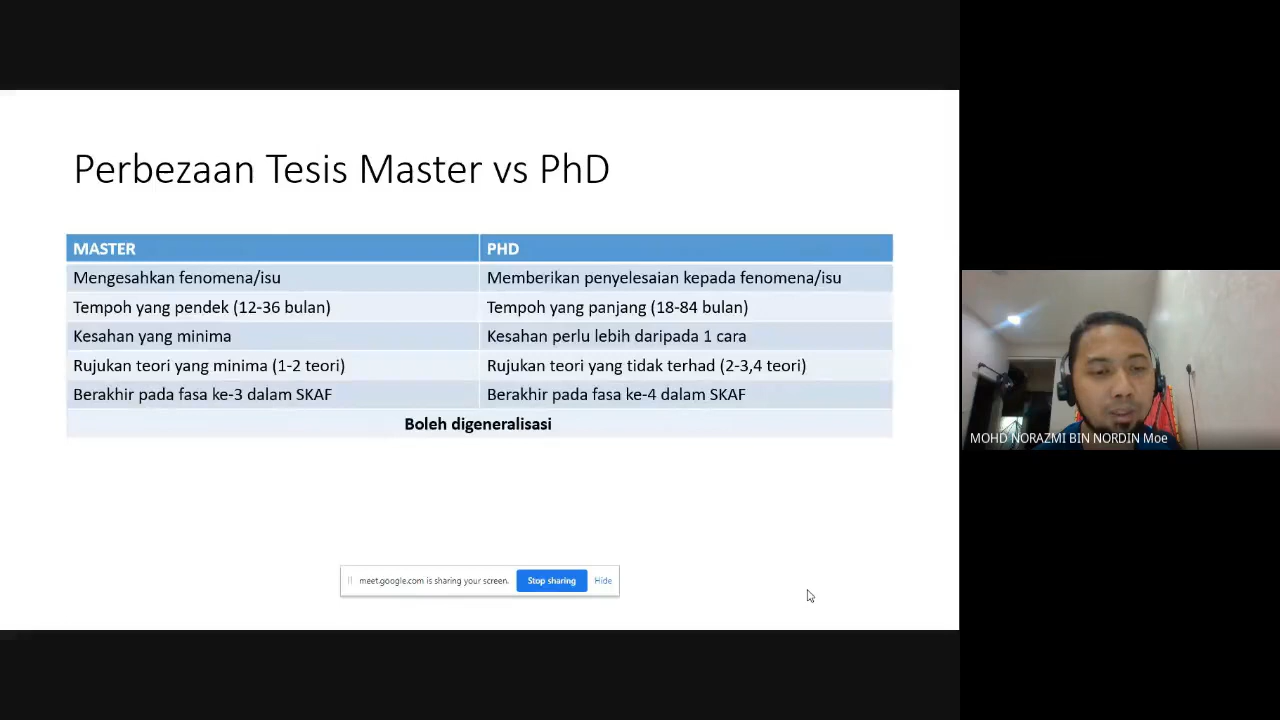 Perbezaan Tesis Master vs PhD
MASTER PHD
Mengesahkan fenomena/isu Memberikan penyelesaian kepada fenomena/isu
Tempoh yang pendek (12-36 bulan) Tempoh yang panjang (18-84 bulan)
Kesahan yang minima Kesahan perlu lebih daripada 1 cara
Rujukan teori yang minima (1-2 teori) Rujukan teori yang tidak terhad (2-3,4 teori)
Berakhir pada fasa ke-3 dalam SKAF Berakhir pada fasa ke-4 dalam SKAF
Boleh digeneralisasi
meet.google.com is sharing your screen. Stop sharing Hide
MOHD NORAZMI BIN NORDIN Moe